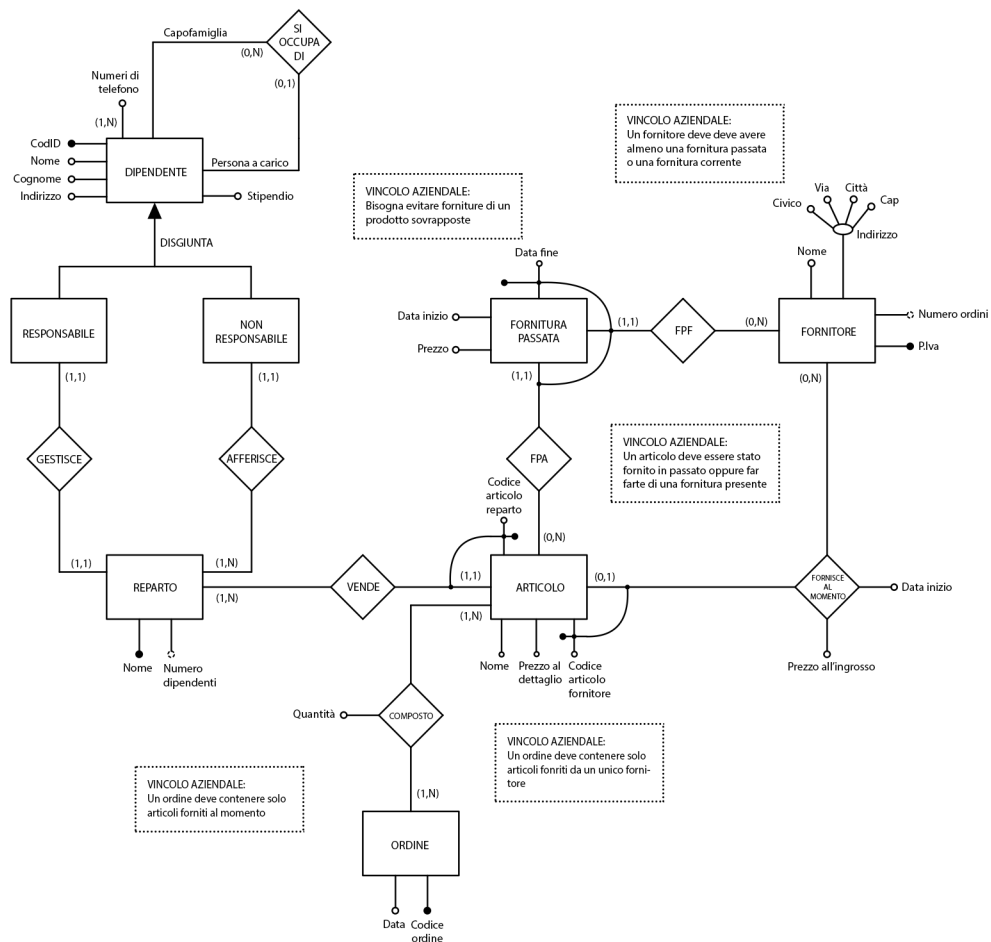 Capofamiglia
SI
OCCUPA
DI
(0,N)
(0,1)
Numeri di
telefono
(1,N)
CodID
Nome
Cognome
Indirizzo
DIPENDENTE
Persona a carico
Stipendio
DISGIUNTA
VINCOLO AZIENDALE:
Un fornitore deve deve avere
almeno una fornitura passata
o una fornitura corrente
VINCOLO AZIENDALE:
Bisogna evitare forniture di un
prodotto sovrapposte
Via
Città
Civico
Cap
Indirizzo
Nome
Data fine
RESPONSABILE
NON
RESPONSABILE
Data inizio
Prezzo
FORNITURA
PASSATA
(1,1)
FPF
(0,N)
FORNITORE
Numero ordini
P.Iva
(1,1)
(1,1)
(1,1)
(0,N)
GESTISCE
AFFERISCE
FPA
VINCOLO AZIENDALE:
Un articolo deve essere stato
fornito in passato oppure far
farte di una fornitura presente
Codice
articolo
reparto
(0,N)
(1,1)
(1,N)
REPARTO
(1,N)
VENDE
(1,1)
(1,N)
ARTICOLO
(0,1)
FORNISCE
AL
MOMENTO
Data inizio
Nome
Numero
dipendenti
Nome
Prezzo al
dettaglio
Codice
articolo
fornitore
Prezzo all'ingrosso
Quantità
COMPOSTO
VINCOLO AZIENDALE:
Un ordine deve contenere solo
articoli fonriti da un unico forni-
tore
VINCOLO AZIENDALE:
Un ordine deve contenere solo
articoli forniti al momento
(1,N)
ORDINE
Data
Codice
ordine